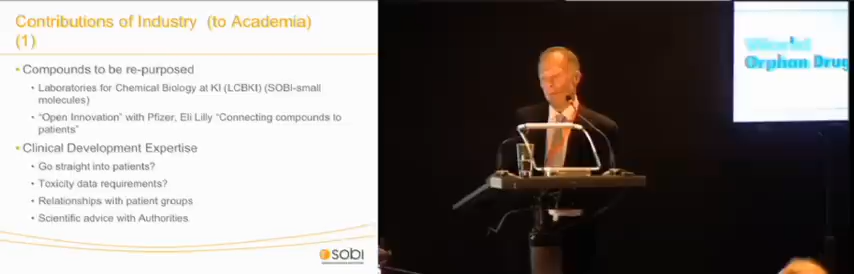 Contributions of Industry (to Academia)
(1)
• Compounds to be re-purposed
• Laboratories for Chemical Biology at KI (LCBKI) (SOBI-small
molecules)
• “Open Innovation” with Pfizer, Eli Lilly “Connecting compounds to
patients”
• Clinical Development Expertise
• Go straight into patients?
• Toxicity data requirements?
• Relationships with patient groups
• Scientific advice with Authorities
sobi
World
Orphan Drug